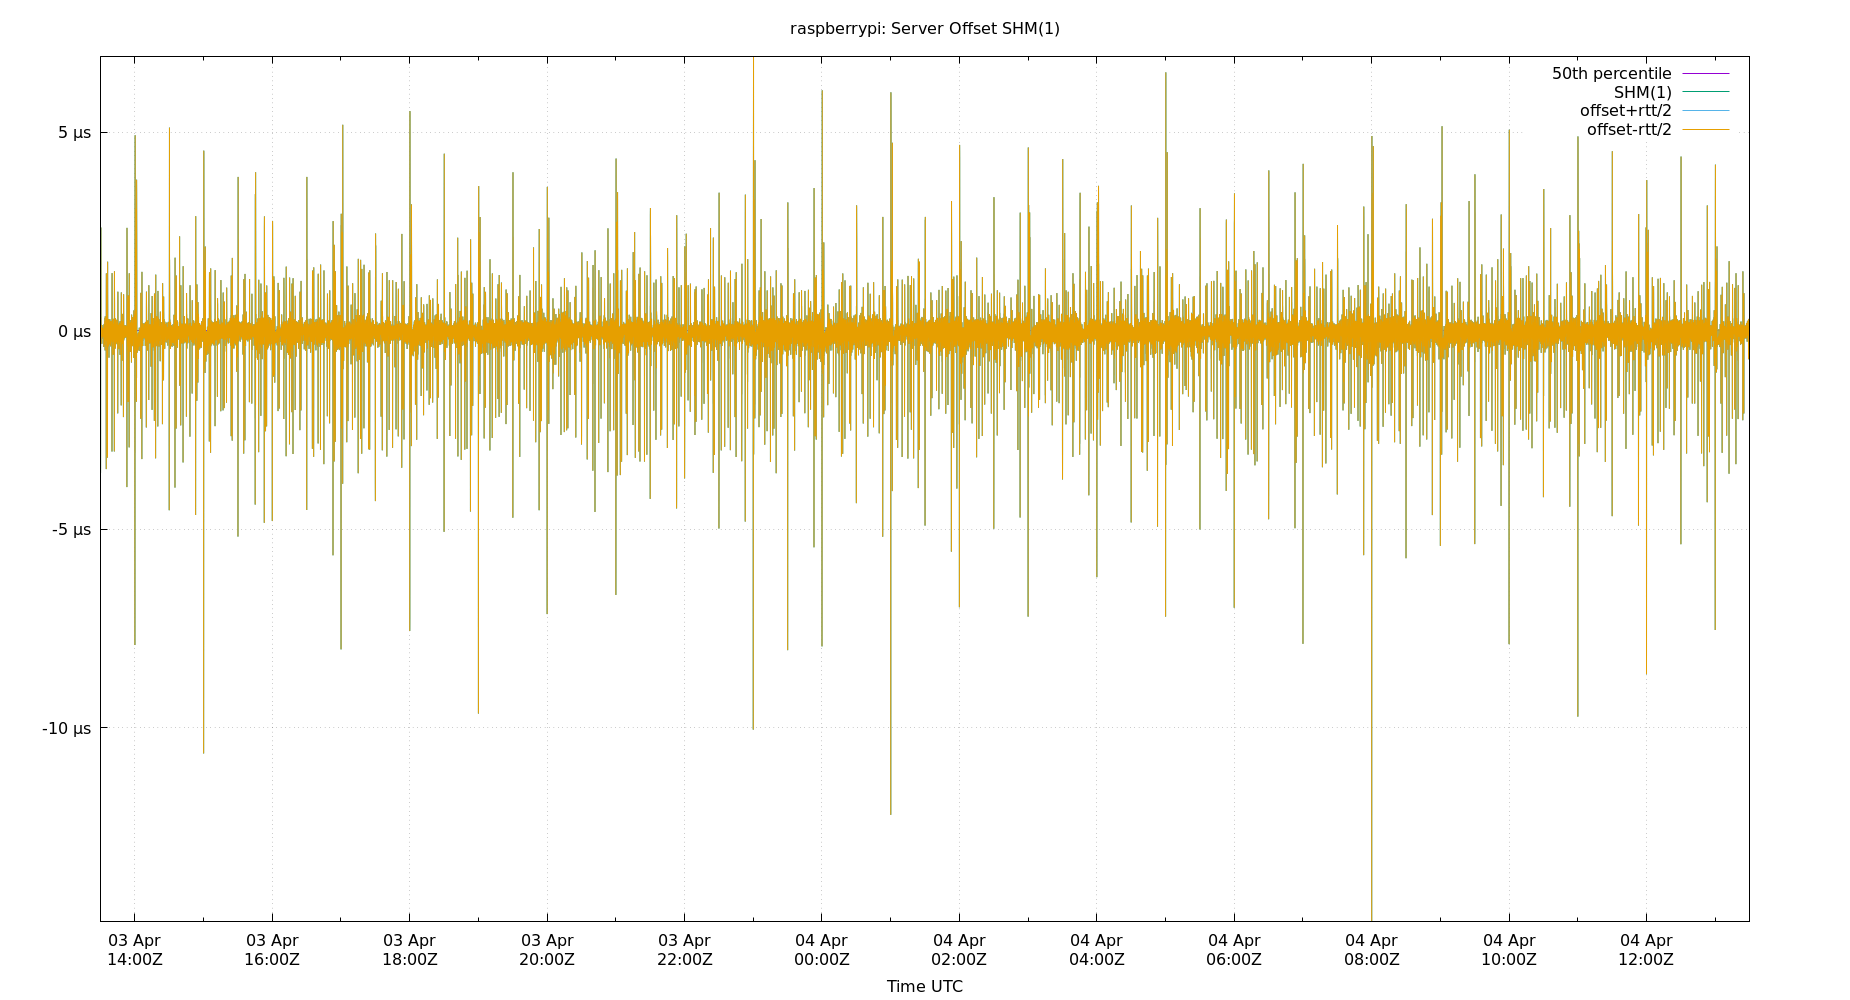 raspberrypi: Server Offset SHM(1)
50th percentile
SHM(1)
offset+rtt/2
offset-rtt/2
5 µs
0 µs
-5 µs
-10 µs
03 Apr 03 Apr 03 Apr 03 Apr 03 Apr 04 Apr 04 Apr 04 Apr 04 Apr 04 Apr 04 Apr 04 Apr
14:00Z 16:00Z 18:00Z 20:00Z 22:00Z 00:00Z 02:00Z 04:00Z 06:00Z 08:00Z 10:00Z 12:00Z
Time UTC